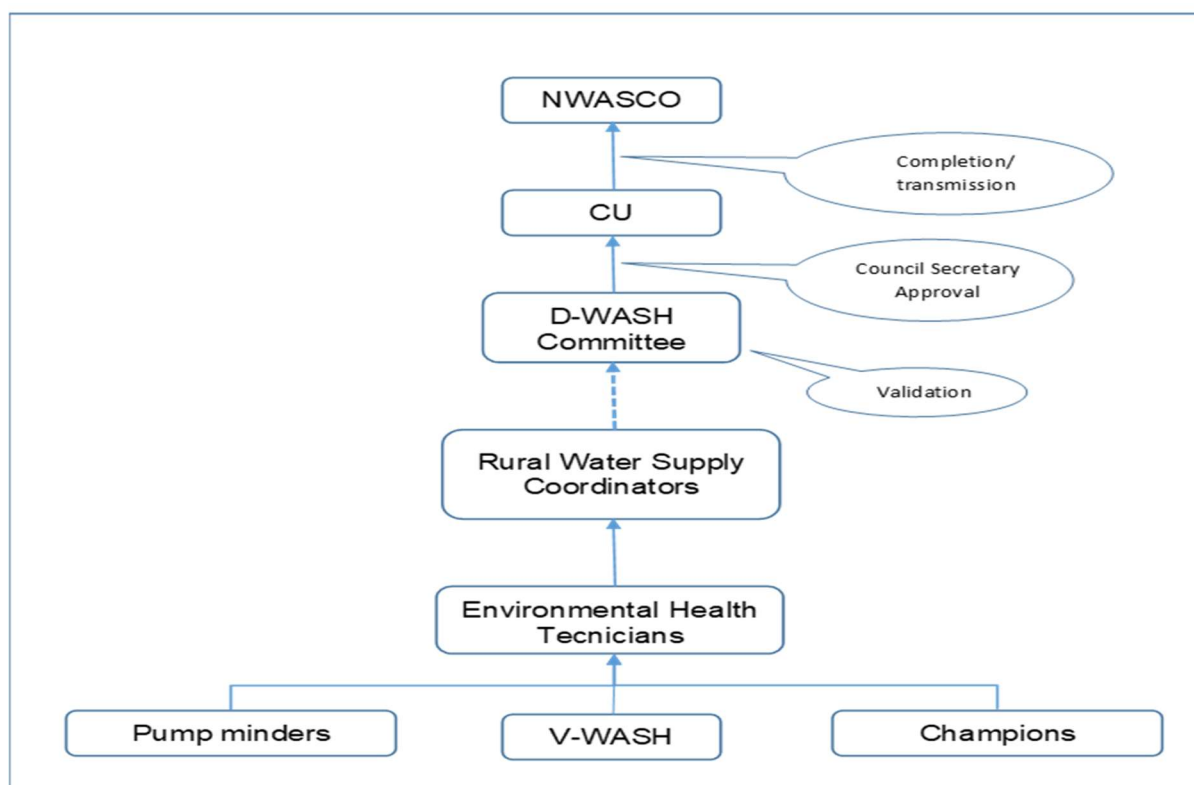 NWASCO
Completion/
transmission
CU
Council Secretary
Approval
D-WASH
Committee
Validation
Rural Water Supply
Coordinators
Environmental Health
Tecnicians
Pump minders
V-WASH
Champions